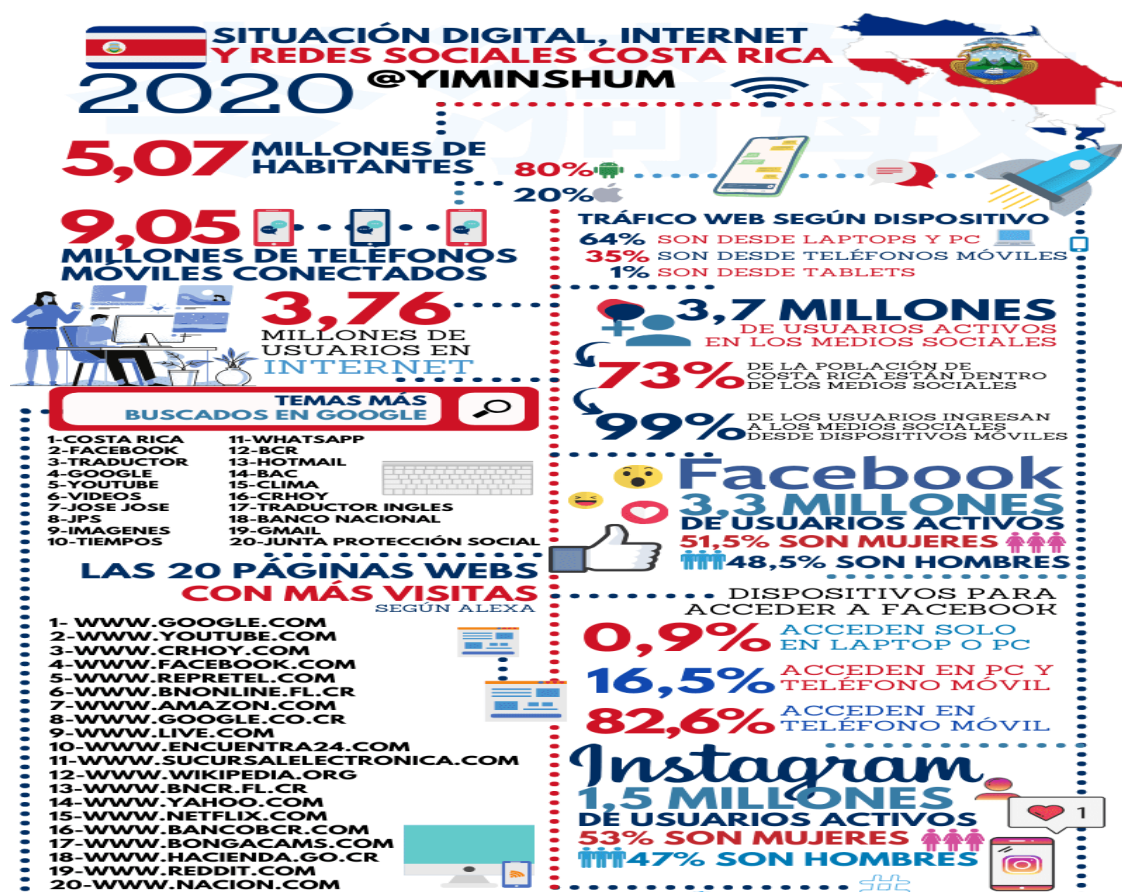 SITUACIÓN DIGITAL, INTERNET
Y REDES SOCIALES COSTA RICA
2020 @YIMINSHUM
5,07 MILLONES DE
HABITANTES
80%
20%
9,05
MILLONES DE TELÉFONOS
MÓVILES CONECTADOS
3,76
MILLONES DE
USUARIOS EN
INTERNET
TEMAS MÁS
BUSCADOS EN GOOGLE
1-COSTA RICA
2-FACEBOOK
3-TRADUCTOR
4-GOOGLE
5-YOUTUBE
6-VIDEOS
7-JOSE JOSE
8-JPS
9-IMAGENES
10-TIEMPOS
11-WHATSAPP
12-BCR
13-HOTMAIL
14-BAC
15-CLIMA
16-CRHOY
17-TRADUCTOR INGLES
18-BANCO NACIONAL
19-GMAIL
20-JUNTA PROTECCIÓN SOCIAL
LAS 20 PÁGINAS WEBS
CON MÁS VISITAS
SEGÚN ALEXA
1- WWW.GOOGLE.COM
2-WWW.YOUTUBE.COM
3-WWW.CRHOY.COM
4-WWW.FACEBOOK.COM
5-WWW.REPRETEL.COM
6-WWW.BNONLINE.FL.CR
7-WWW.AMAZON.COM
8-WWW.GOOGLE.CO.CR
9-WWW.LIVE.COM
10-WWW.ENCUENTRA24.COM
11-WWW.SUCURSALELECTRONICA.COM
12-WWW.WIKIPEDIA.ORG
13-WWW.BNCR.FL.CR
14-WWW.YAHOO.COM
15-WWW.NETFLIX.COM
16-WWW.BANCOBCR.COM
17-WWW.BONGACAMS.COM
18-WWW.HACIENDA.GO.CR
19-WWW.REDDIT.COM
20-WWW.NACION.COM
TRÁFICO WEB SEGÚN DISPOSITIVO
64% SON DESDE LAPTOPS Y PC
35% SON DESDE TELÉFONOS MÓVILES
1% SON DESDE TABLETS
3,7 MILLONES
DE USUARIOS ACTIVOS
EN LOS MEDIOS SOCIALES
73% DE LA POBLACIÓN DE
COSTA RICA ESTÁN DENTRO
DE LOS MEDIOS SOCIALES
99% DE LOS USUARIOS INGRESAN
A LOS MEDIOS SOCIALES
DESDE DISPOSITIVOS MÓVILES
Facebook
3,3 MILLONES
DE USUARIOS ACTIVOS
51,5% SON MUJERES
48,5% SON HOMBRES
DISPOSITIVOS PARA
ACCEDER A FACEBOOK
0,9% ACCEDEN SOLO
EN LAPTOP O PC
16,5% ACCEDEN EN PC Y
TELÉFONO MÓVIL
82,6% ACCEDEN EN
TELÉFONO MÓVIL
Instagram
1,5 MILLONES
DE USUARIOS ACTIVOS
53% SON MUJERES
47% SON HOMBRES
1